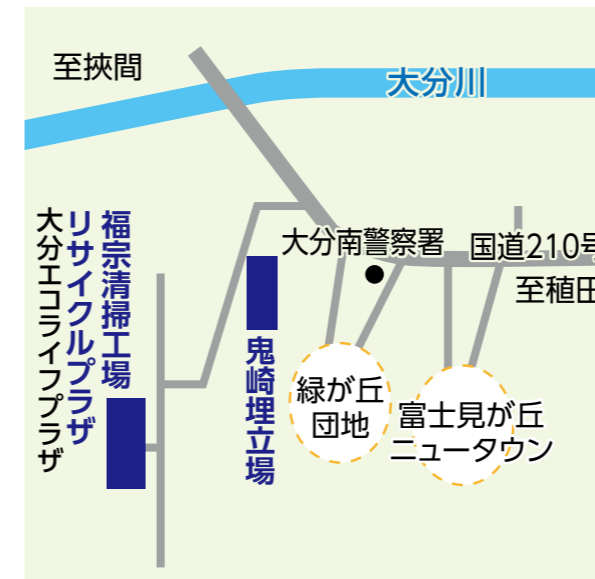 至挾間
大分川
大分南警察署
国道210号
至稙田
福宗清掃工場
リサイクルプラザ
大分エコライフプラザ
鬼崎埋立場
緑が丘
団地
富士見が丘
ニュータウン